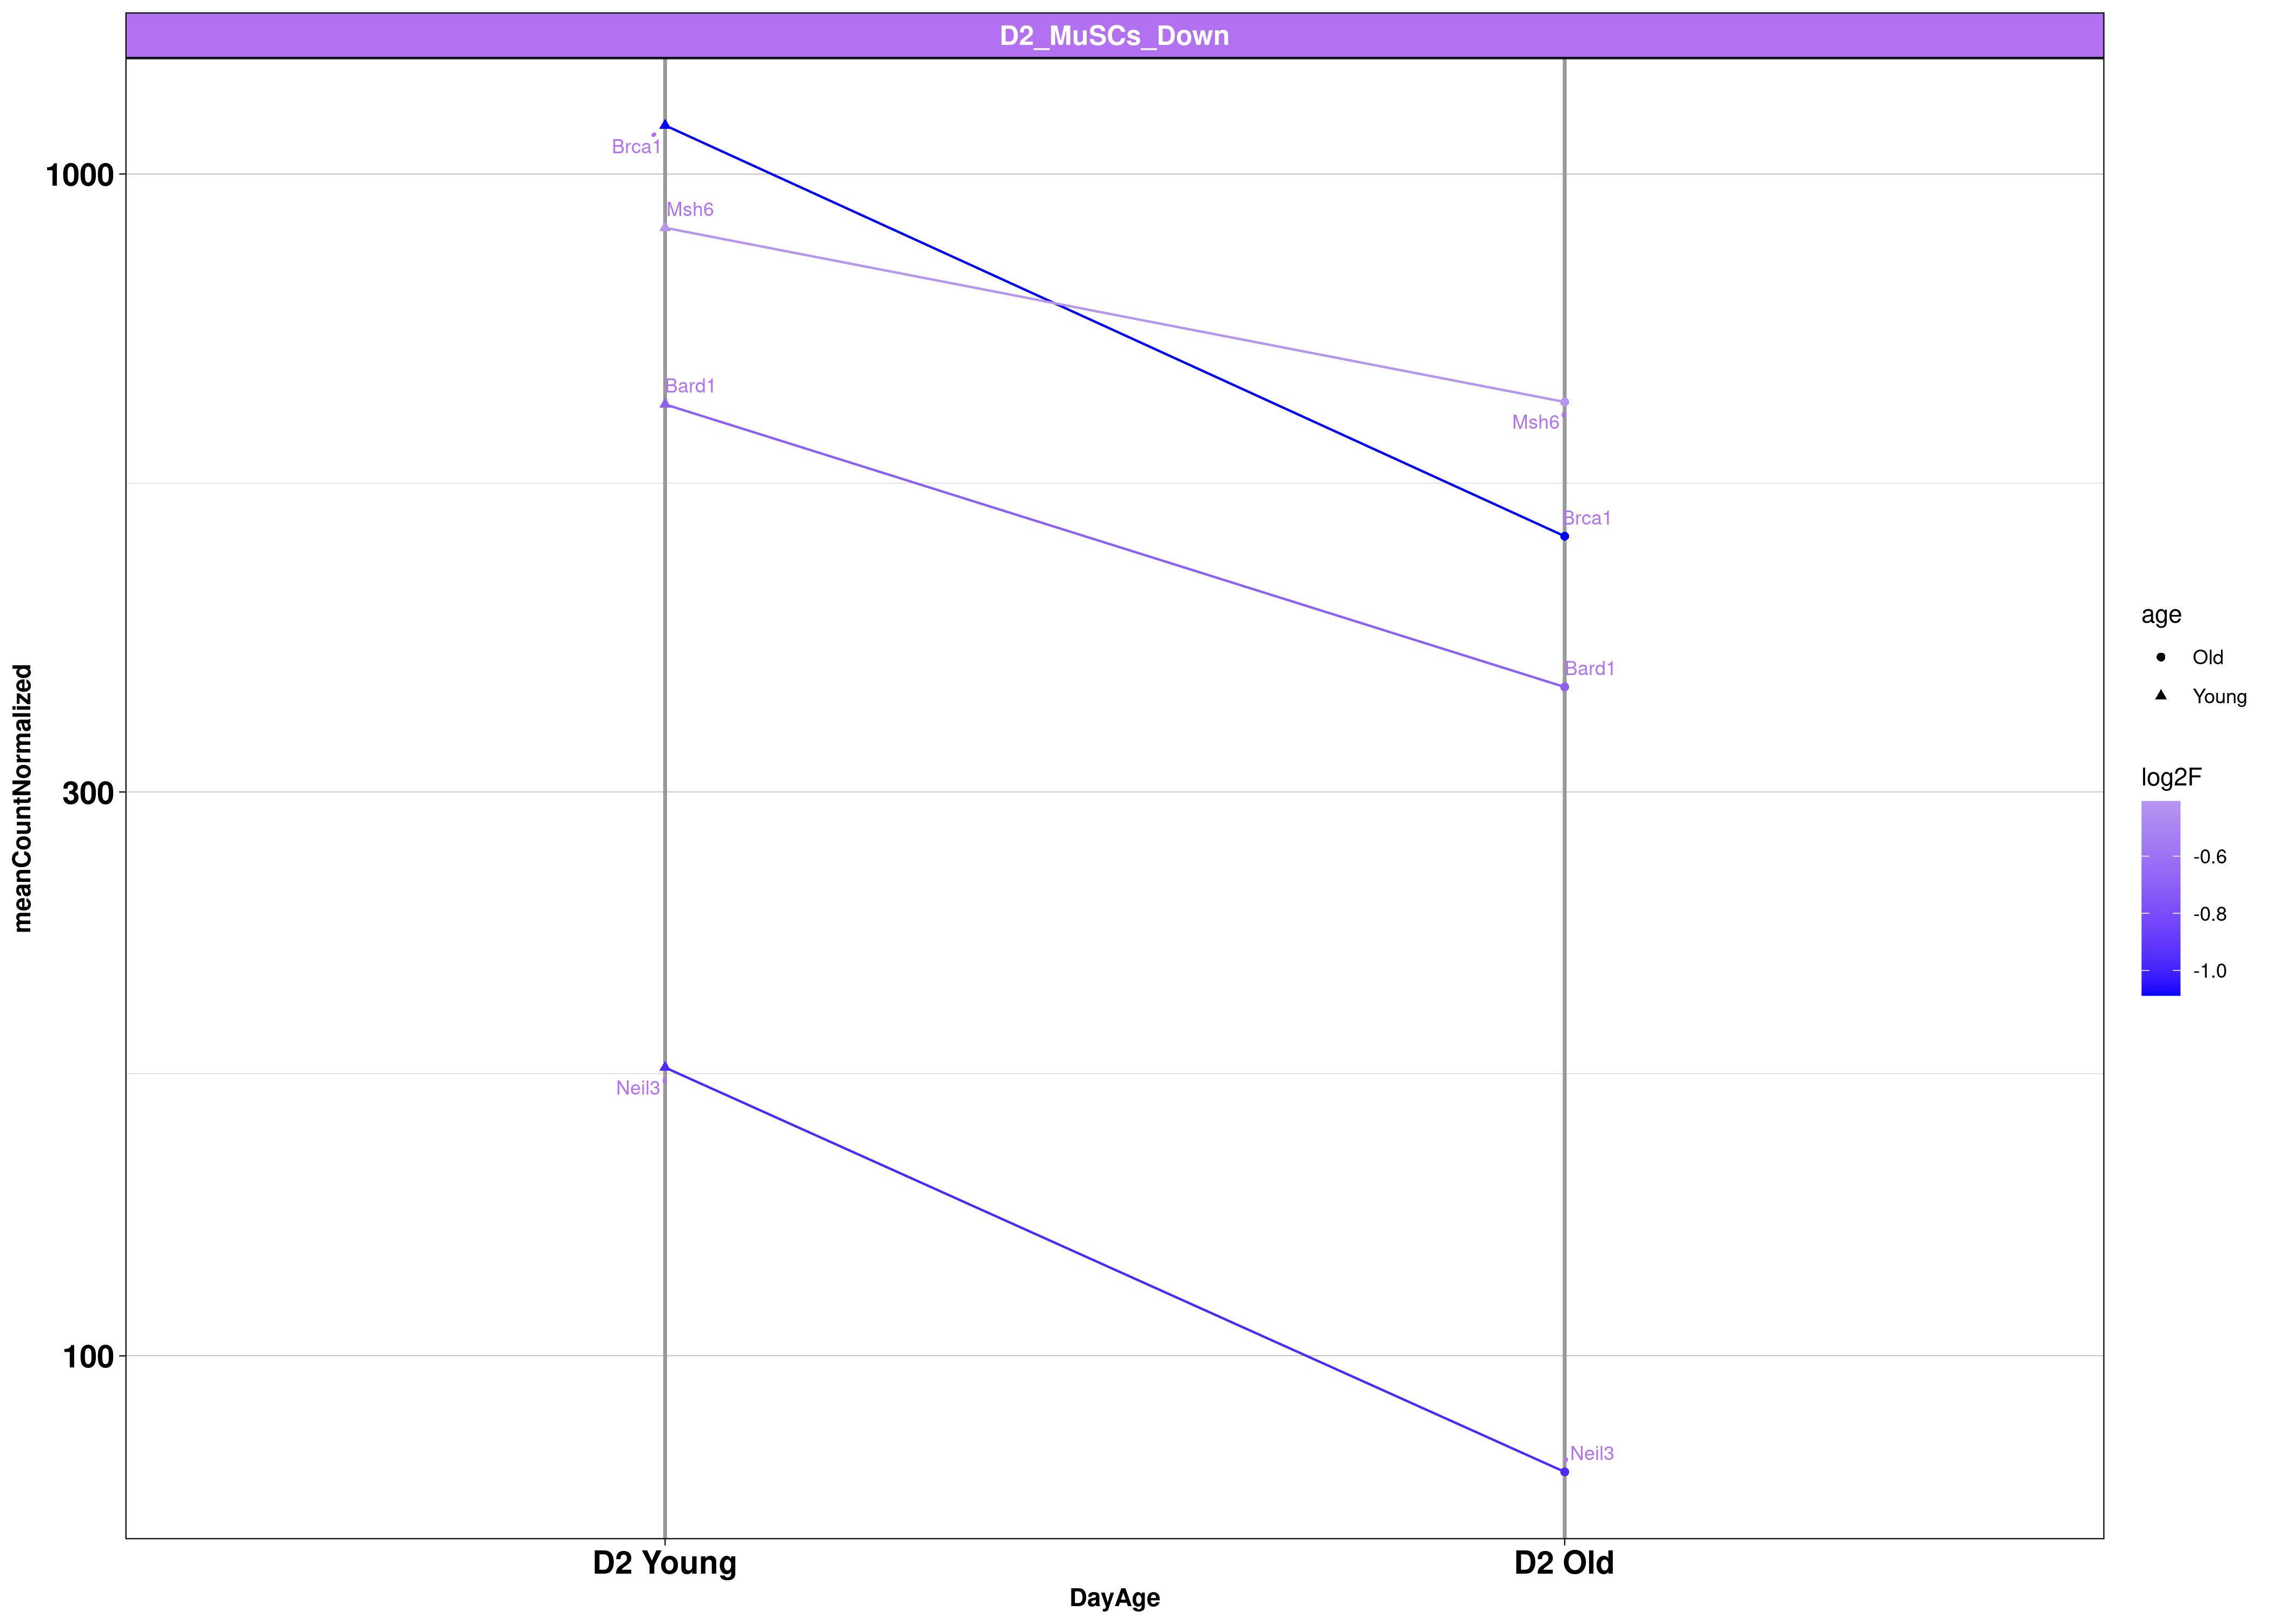 D2_MuSCs_Down
meanCountNormalized
1000
300
100
Brca1
Msh6
Bard1
Neil3
Msh6
Brca1
Bard1
Neil3
D2 Young
D2 Old
DayAge
age
Old
Young
log2F
-0.6
-0.8
-1.0